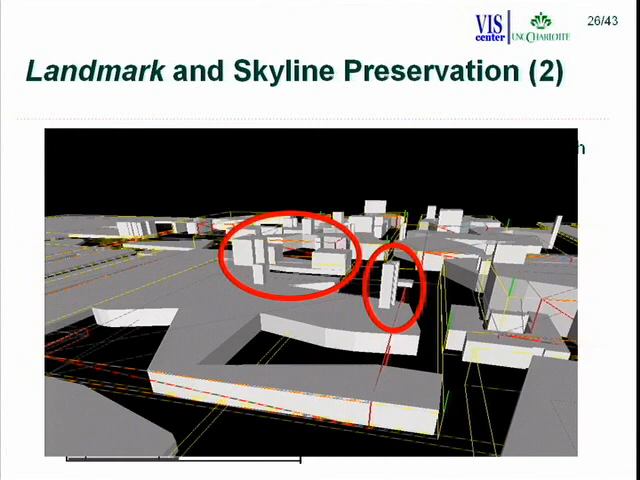 26/43
VIS
center
UNC CHARLOTTE
Landmark and Skyline Preservation (2)
h